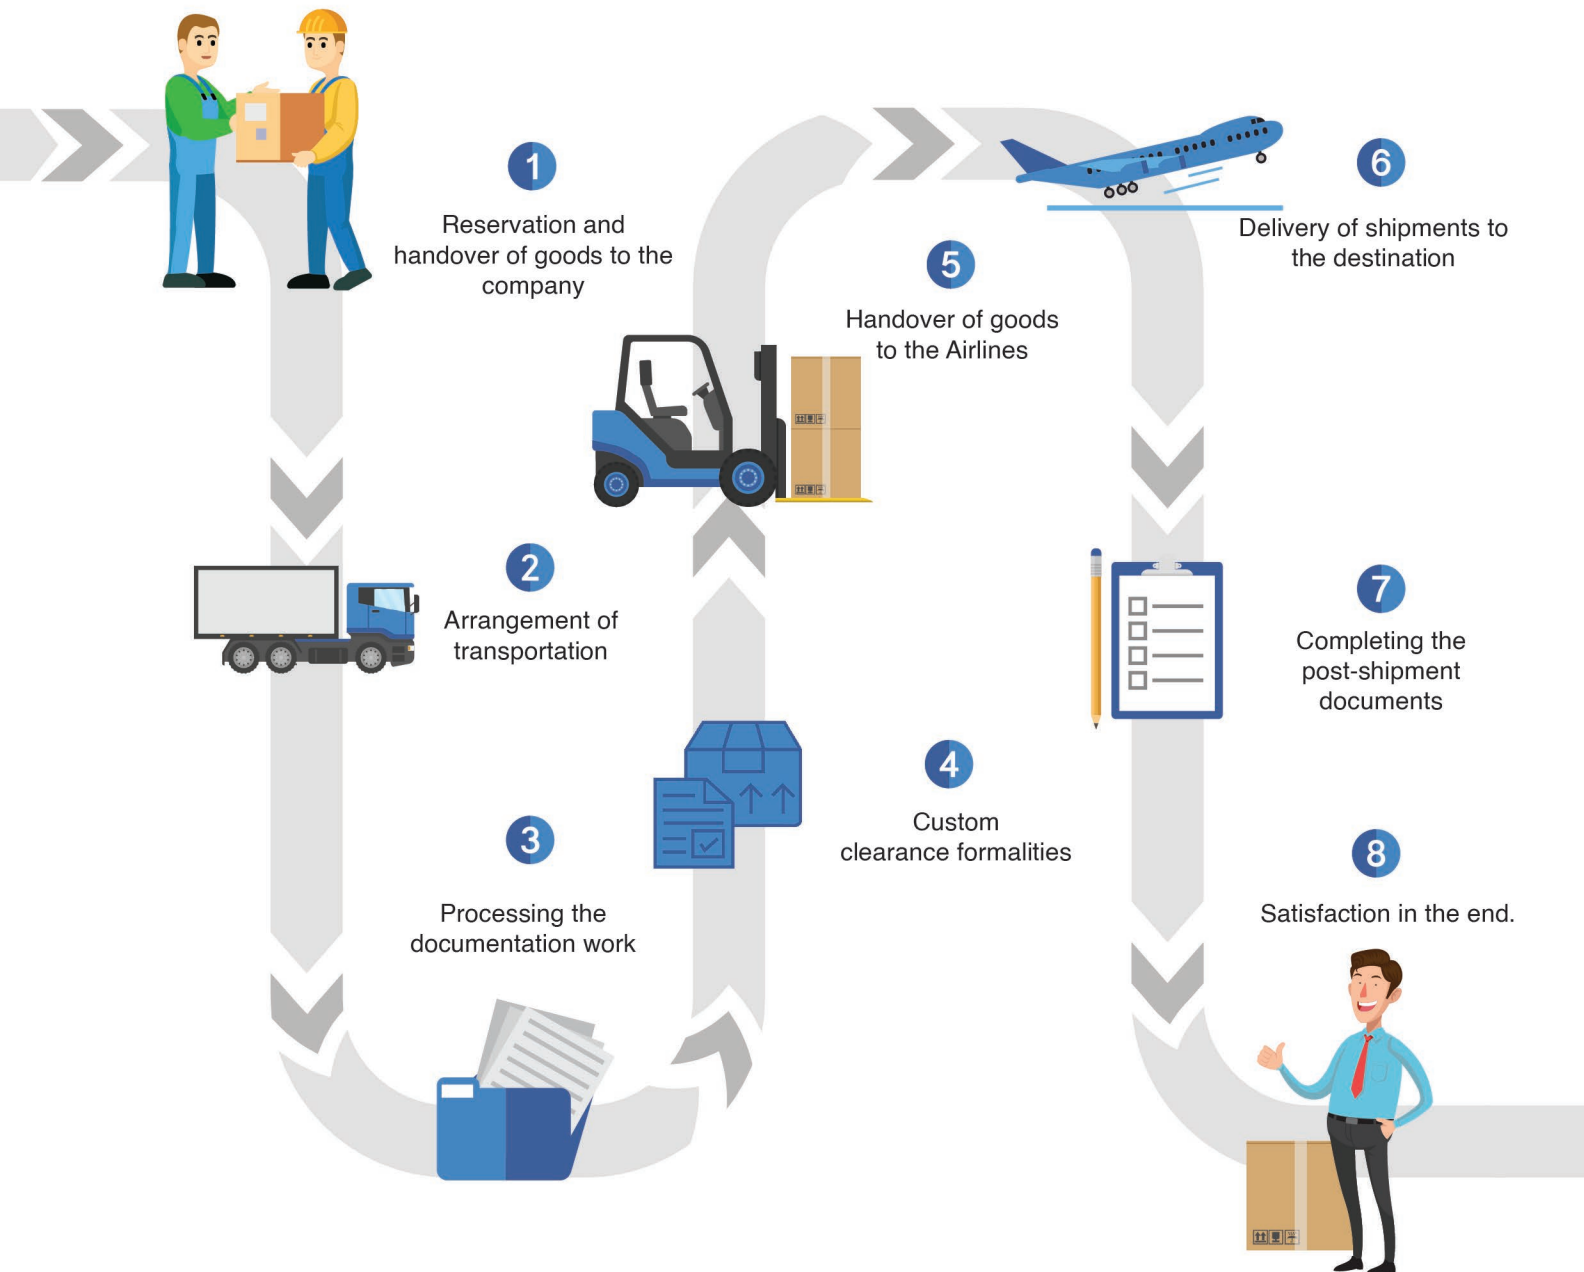 1
Reservation and
handover of goods to the
company
2
Arrangement of
transportation
3
Processing the
documentation work
4
Custom
clearance formalities
5
Handover of goods
to the Airlines
6
Delivery of shipments to
the destination
7
Completing the
post-shipment
documents
8
Satisfaction in the end.